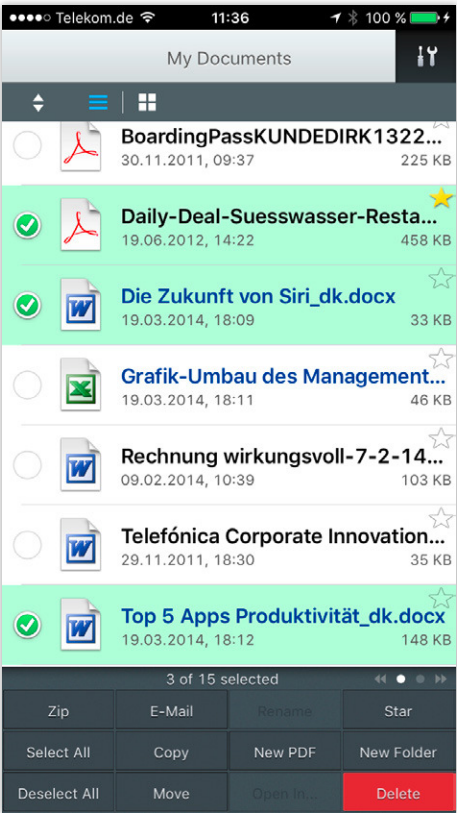 Telekom.de 11:36 100 %
My Documents
BoardingPassKUNDEDIRK1322...
30.11.2011, 09:37 225 KB
Daily-Deal-Suesswasser-Resta...
19.06.2012, 14:22 458 KB
Die Zukunft von Siri_dk.docx
19.03.2014, 18:09 33 KB
Grafik-Umbau des Management...
19.03.2014, 18:11 46 KB
Rechnung wirkungsvoll-7-2-14...
09.02.2014, 10:39 103 KB
Telefónica Corporate Innovation...
29.11.2011, 18:30 35 KB
Top 5 Apps Produktivität_dk.docx
19.03.2014, 18:12 148 KB
3 of 15 selected
Zip E-Mail Rename Star
Select All Copy New PDF New Folder
Deselect All Move Open In... Delete